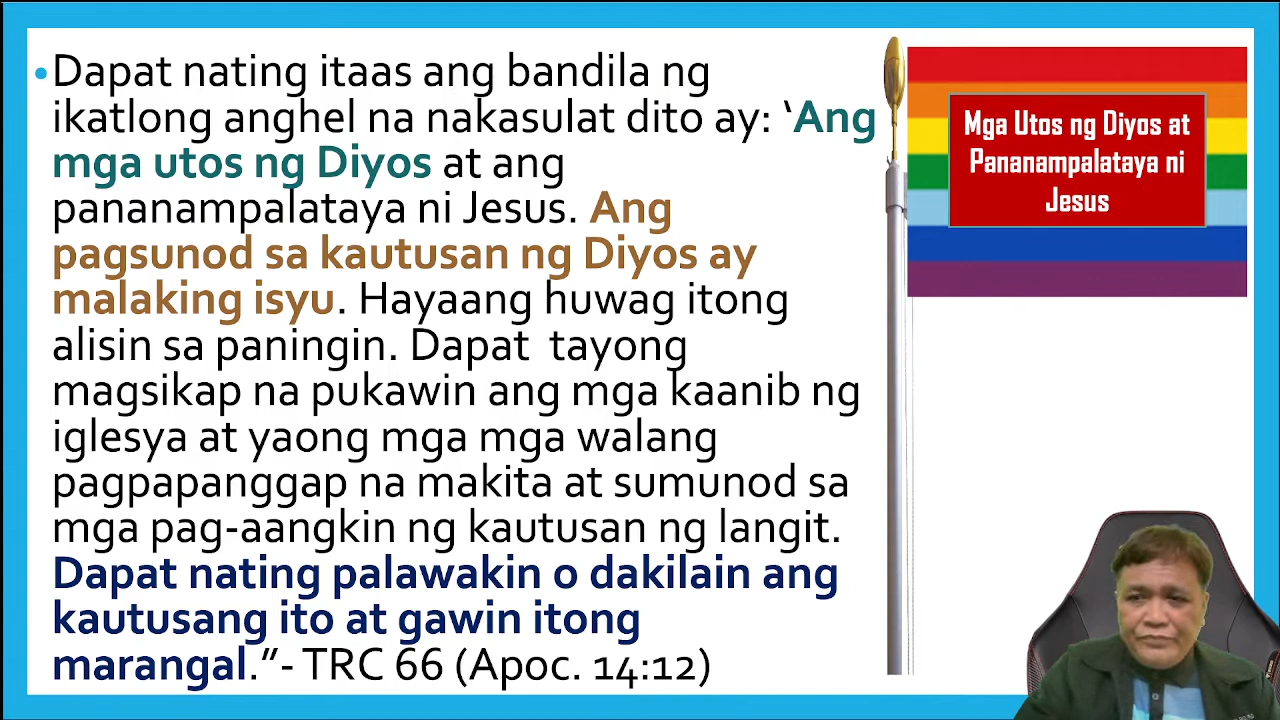 •Dapat nating itaas ang bandila ng
ikatlong anghel na nakasulat dito ay: ‘Ang
mga utos ng Diyos at ang
pananampalataya ni Jesus. Ang
pagsunod sa kautusan ng Diyos ay
malaking isyu. Hayaang huwag itong
alisin sa paningin. Dapat  tayong
magsikap na pukawin ang mga kaanib ng
iglesya at yaong mga mga walang
pagpapanggap na makita at sumunod sa
mga pag-aangkin ng kautusan ng langit.
Dapat nating palawakin o dakilain ang
kautusang ito at gawin itong
marangal.”- TRC 66 (Apoc. 14:12)
Mga Utos ng Diyos at
Pananampalataya ni
Jesus